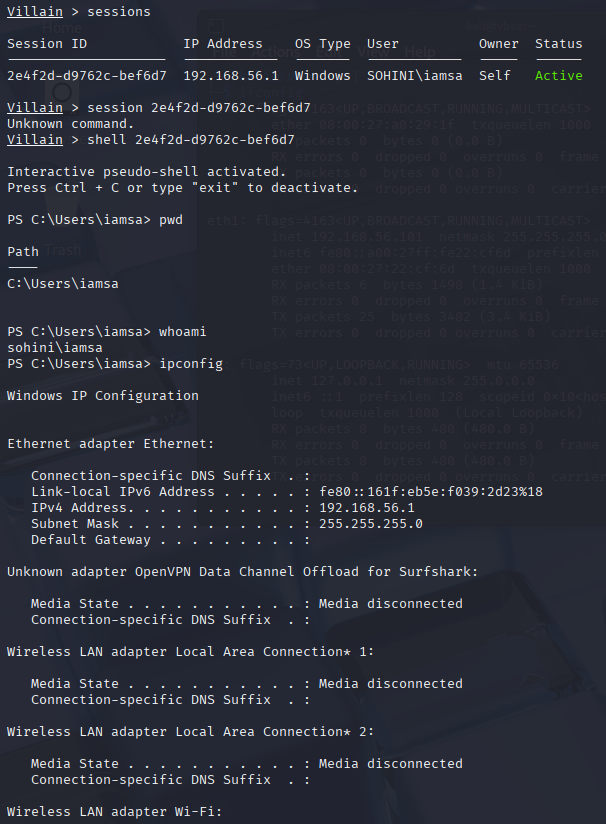 Villain > sessions
Session ID IP Address OS Type User Owner Status
2e4f2d-d9762c-bef6d7 192.168.56.1 Windows SOHINI\iamsa Self Active
Villain > session 2e4f2d-d9762c-bef6d7
Unknown command.
Villain > shell 2e4f2d-d9762c-bef6d7
Interactive pseudo-shell activated.
Press Ctrl + C or type "exit" to deactivate.
PS C:\Users\iamsa> pwd
Path
----
C:\Users\iamsa
PS C:\Users\iamsa> whoami
sohini\iamsa
PS C:\Users\iamsa> ipconfig
Windows IP Configuration
Ethernet adapter Ethernet:
Connection-specific DNS Suffix . :
Link-local IPv6 Address . . . . . : fe80::161f:eb5e:f039:2d23%18
IPv4 Address. . . . . . . . . . . : 192.168.56.1
Subnet Mask . . . . . . . . . . . : 255.255.255.0
Default Gateway . . . . . . . . . :
Unknown adapter OpenVPN Data Channel Offload for Surfshark:
Media State . . . . . . . . . . . : Media disconnected
Connection-specific DNS Suffix . :
Wireless LAN adapter Local Area Connection* 1:
Media State . . . . . . . . . . . : Media disconnected
Connection-specific DNS Suffix . :
Wireless LAN adapter Local Area Connection* 2:
Media State . . . . . . . . . . . : Media disconnected
Connection-specific DNS Suffix . :
Wireless LAN adapter Wi-Fi: